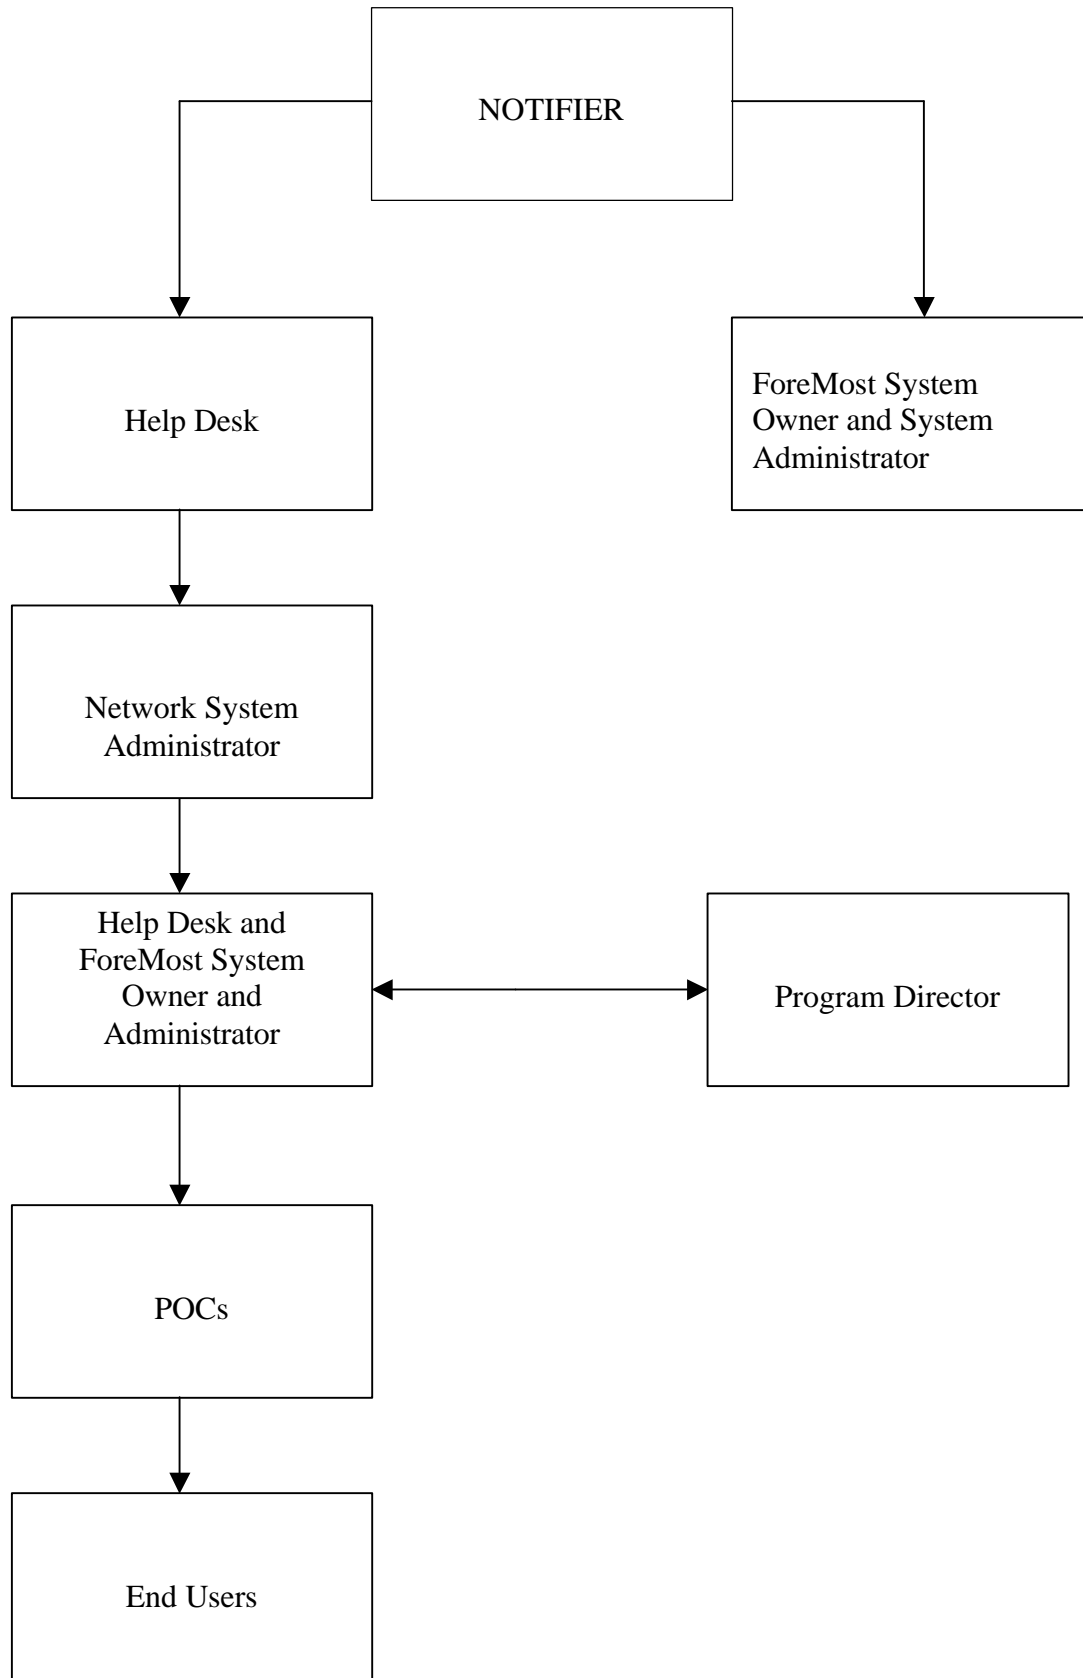 NOTIFIER
Help Desk
ForeMost System
Owner and System
Administrator
Network System
Administrator
Help Desk and
ForeMost System
Owner and
Administrator
Program Director
POCs
End Users